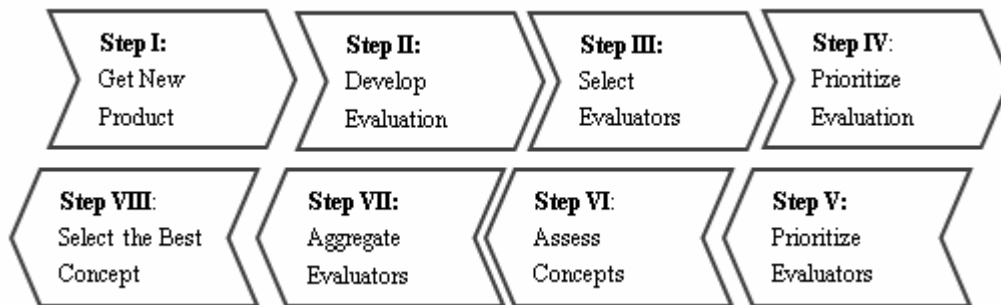 Step I:
Get New
Product
Step II:
Develop
Evaluation
Step III:
Select
Evaluators
Step IV:
Prioritize
Evaluation
Step V:
Prioritize
Evaluators
Step VI:
Assess
Concepts
Step VII:
Aggregate
Evaluators
Step VIII:
Select the Best
Concept